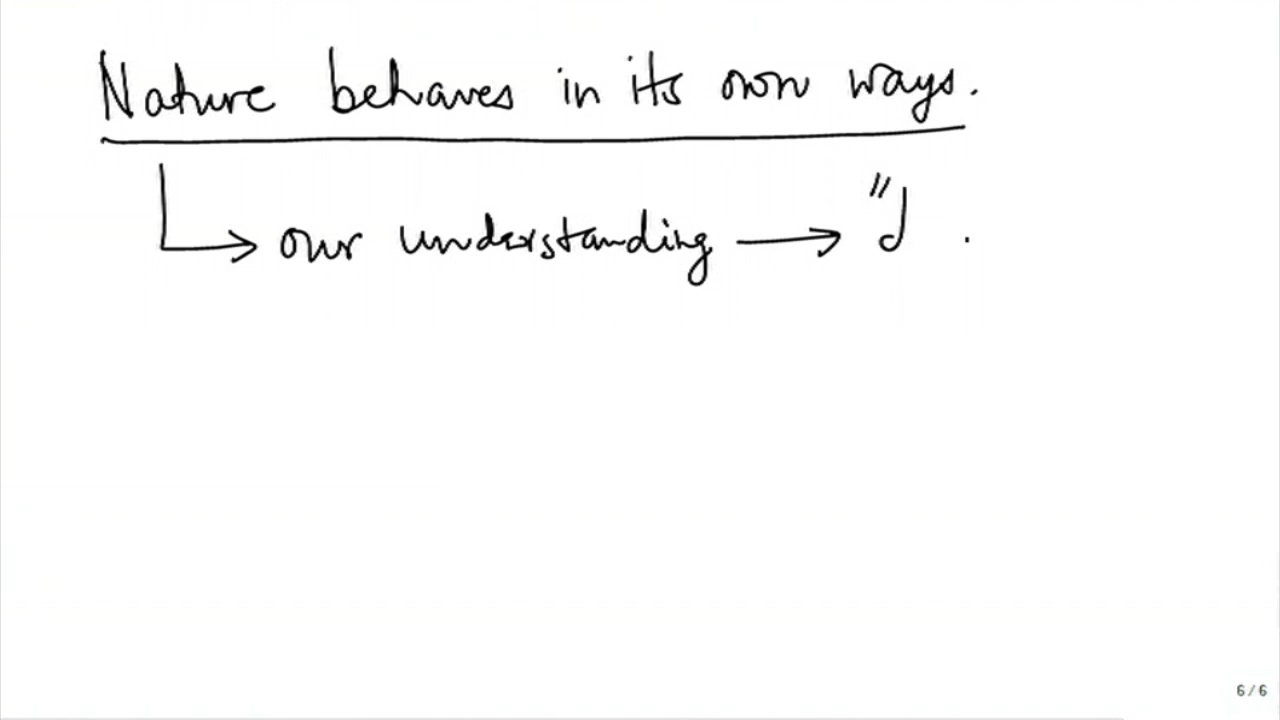 Nature behaves in its own ways.
our understanding → "d .
6/6